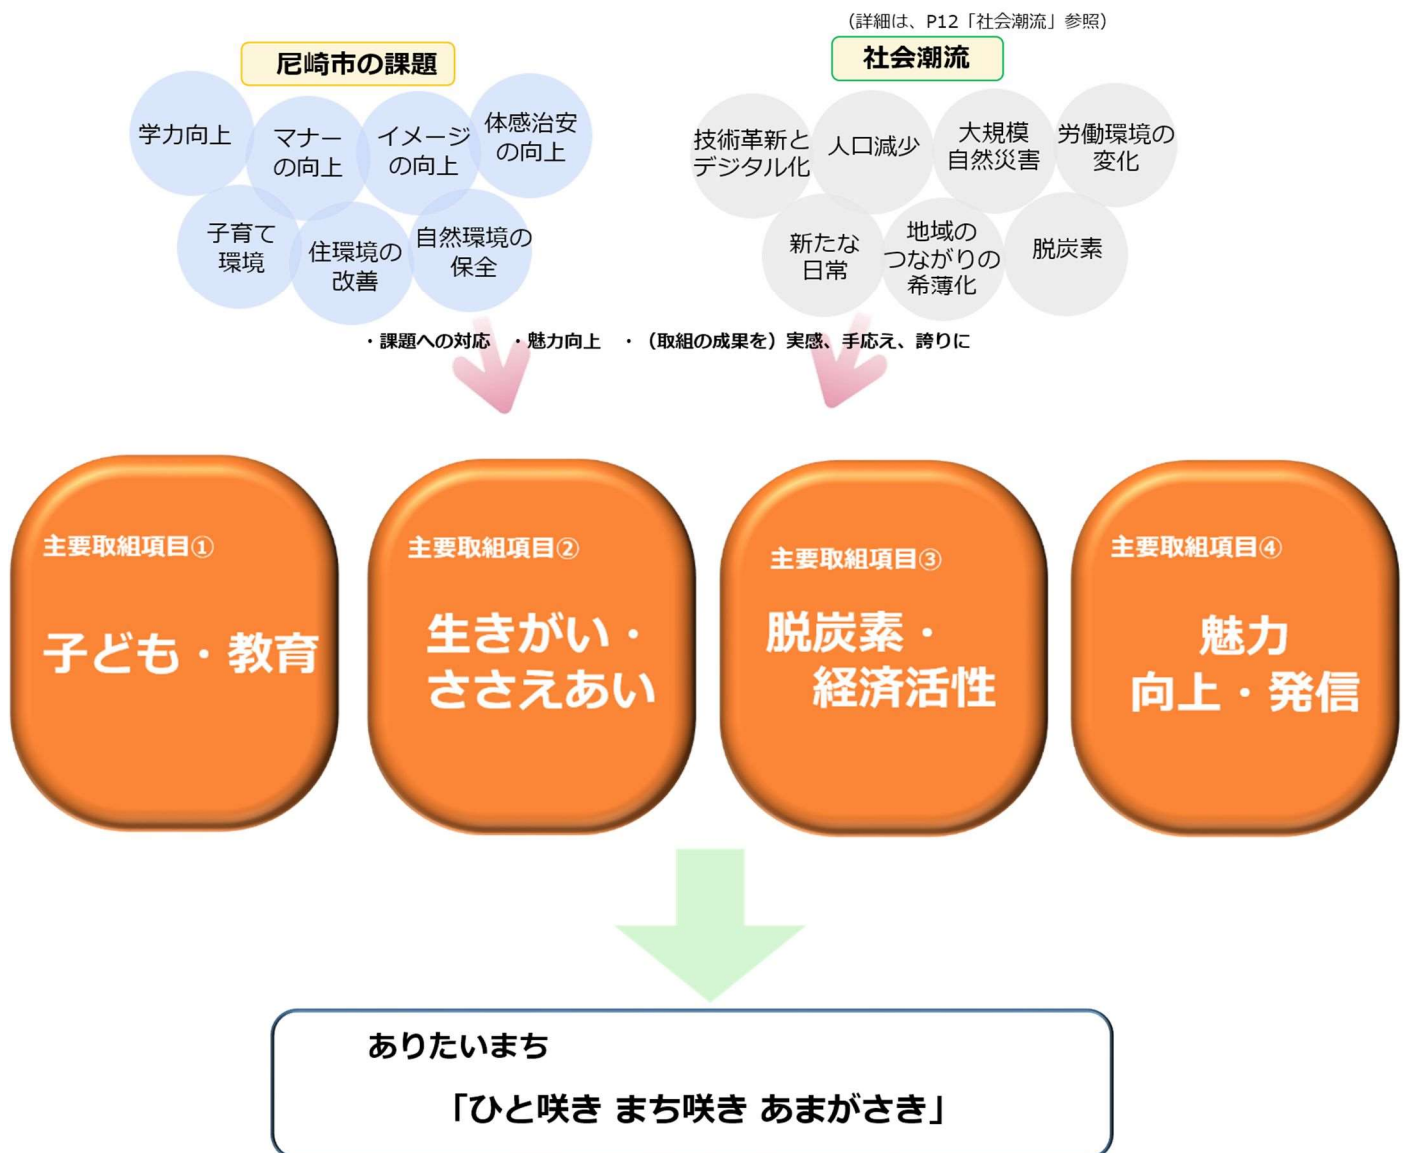 （詳細は、P12「社会潮流」参照）
尼崎市の課題
学力向上
マナー
の向上
イメージ
の向上
体感治安
の向上
子育て
環境
住環境の
改善
自然環境の
保全
社会潮流
技術革新と
デジタル化
人口減少
大規模
自然災害
労働環境の
変化
新たな
日常
地域の
つながりの
希薄化
脱炭素
・課題への対応　・魅力向上　・（取組の成果を）実感、手応え、誇りに
主要取組項目①
子ども・教育
主要取組項目②
生きがい・
ささえあい
主要取組項目③
脱炭素・
経済活性
主要取組項目④
魅力
向上・発信
ありたいまち
「ひと咲き まち咲き あまがさき」